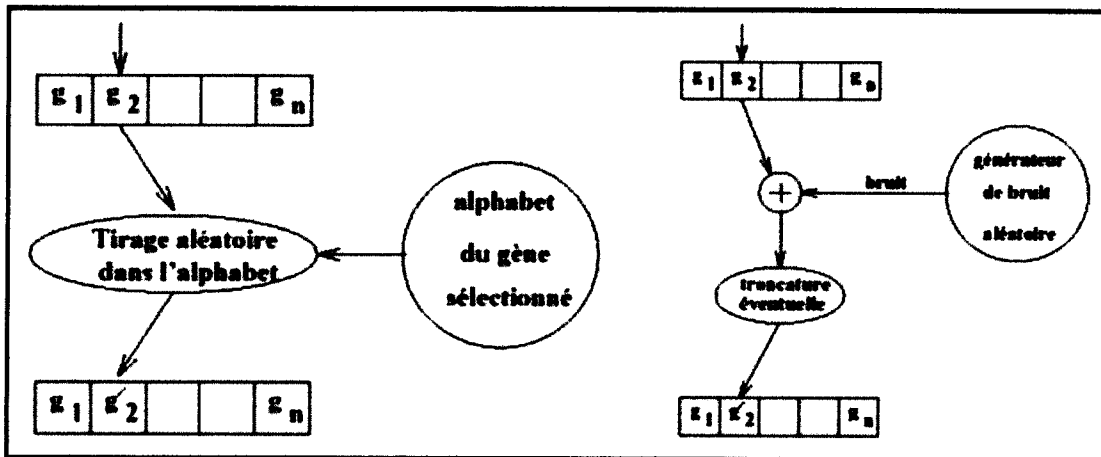 g1 g2 gn
Tirage aléatoire
dans l'alphabet
alphabet
du gène
sélectionné
g1 g'2 gn
g1 g2 gn
bruit
générateur
de bruit
aléatoire
+
troncature
éventuelle
g1 g'2 gn